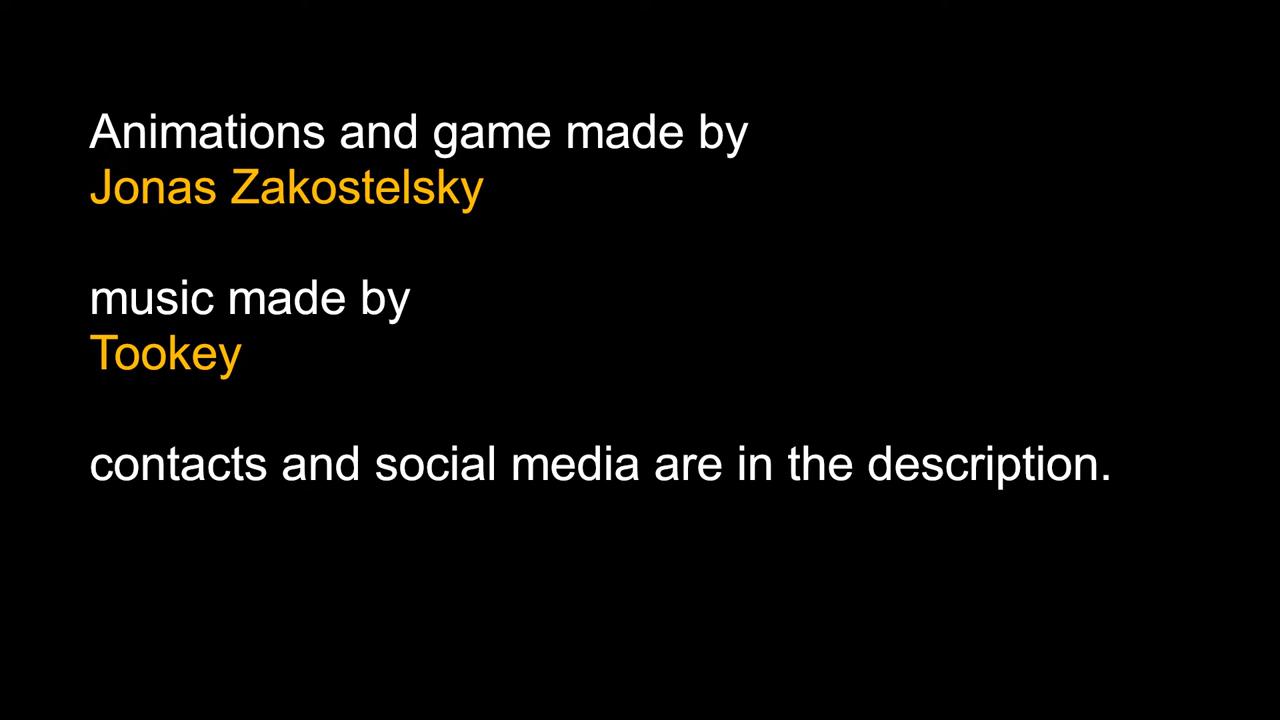 Animations and game made by
Jonas Zakostelsky
music made by
Tookey
contacts and social media are in the description.